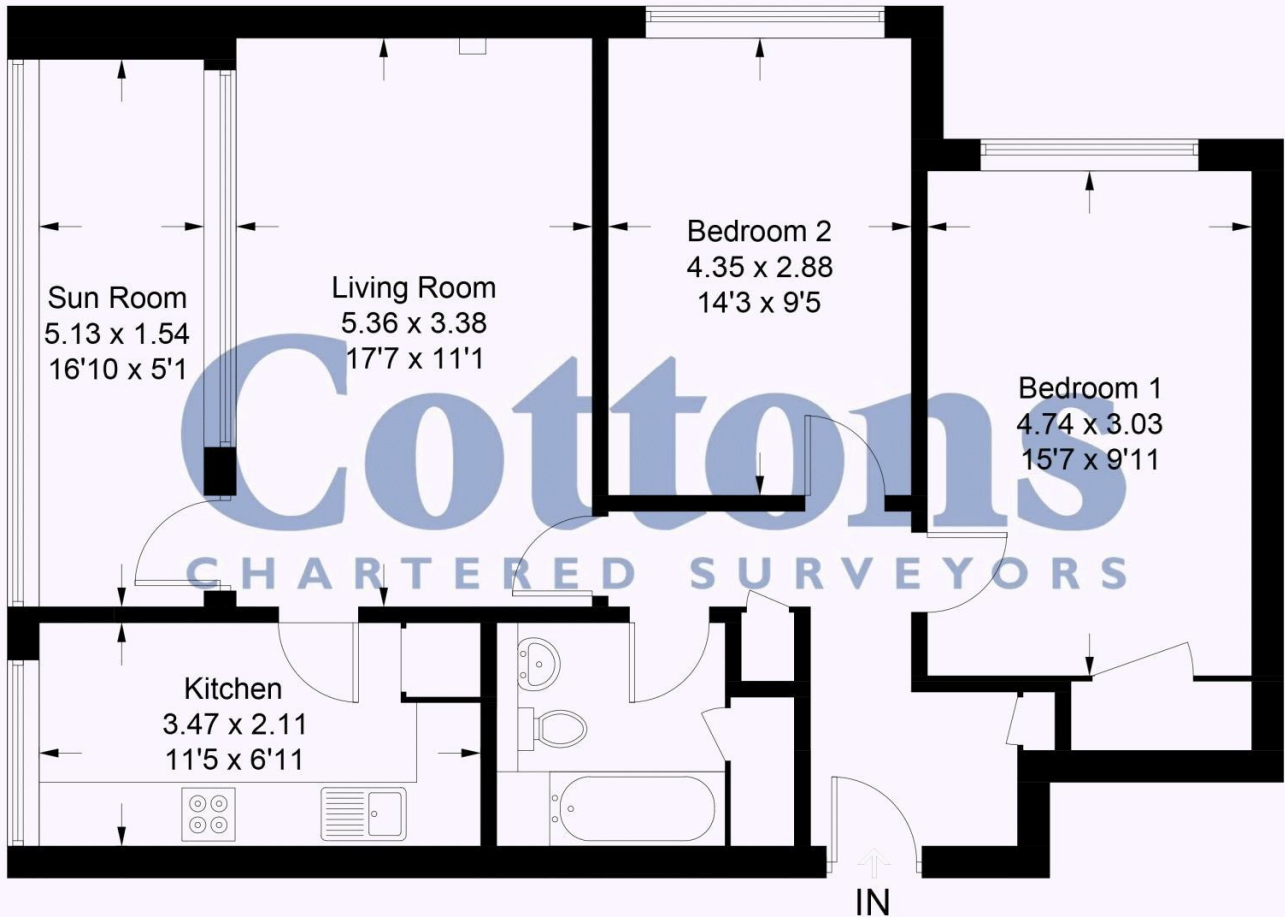 Sun Room
5.13 x 1.54
16'10 x 5'1
Living Room
5.36 x 3.38
17'7 x 11'1
Bedroom 2
4.35 x 2.88
14'3 x 9'5
Bedroom 1
4.74 x 3.03
15'7 x 9'11
Cottons
CHARTERED SURVEYORS
Kitchen
3.47 x 2.11
11'5 x 6'11
IN